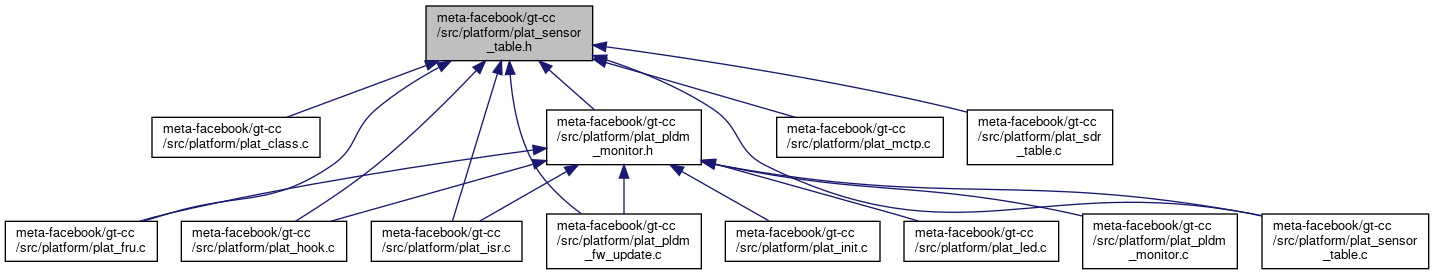 meta-facebook/gt-cc
/src/platform/plat_sensor
_table.h
meta-facebook/gt-cc
/src/platform/plat_class.c
meta-facebook/gt-cc
/src/platform/plat_pldm
_monitor.h
meta-facebook/gt-cc
/src/platform/plat_mctp.c
meta-facebook/gt-cc
/src/platform/plat_sdr
_table.c
meta-facebook/gt-cc
/src/platform/plat_fru.c
meta-facebook/gt-cc
/src/platform/plat_hook.c
meta-facebook/gt-cc
/src/platform/plat_isr.c
meta-facebook/gt-cc
/src/platform/plat_pldm
_fw_update.c
meta-facebook/gt-cc
/src/platform/plat_init.c
meta-facebook/gt-cc
/src/platform/plat_led.c
meta-facebook/gt-cc
/src/platform/plat_pldm
_monitor.c
meta-facebook/gt-cc
/src/platform/plat_sensor
_table.c